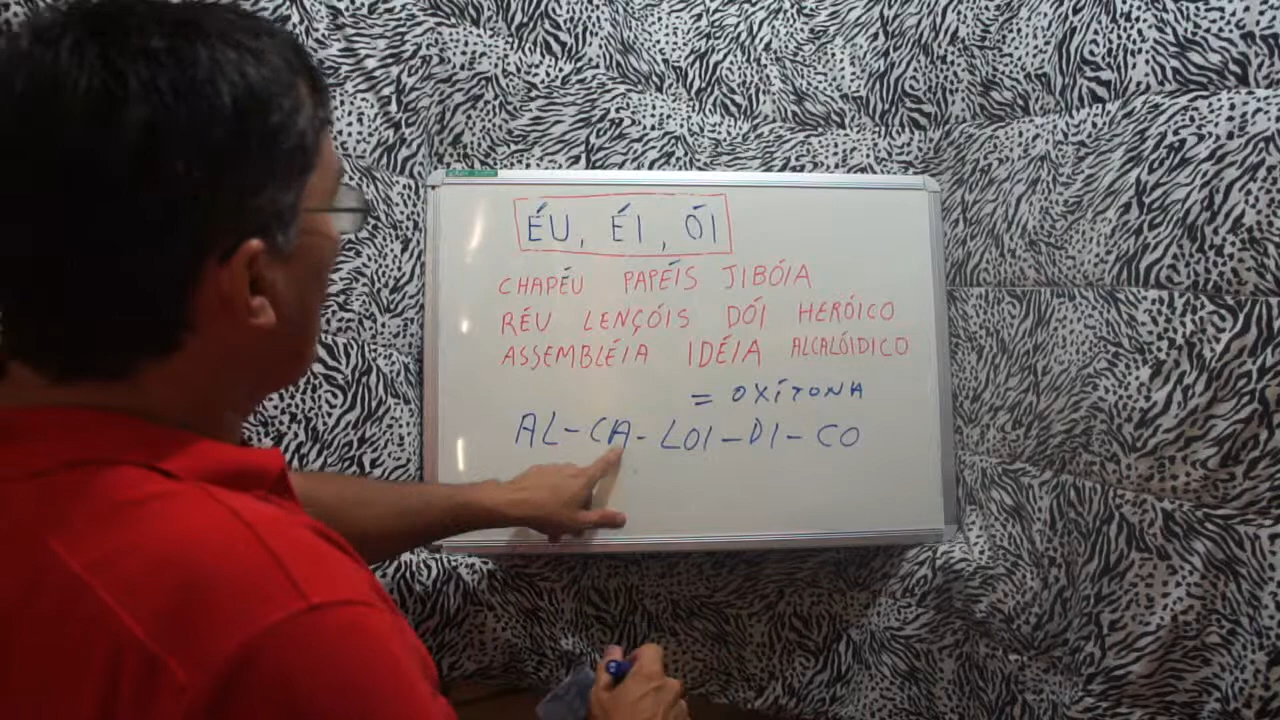 ÉU, ÉI, ÓI
CHAPÉU PAPÉIS JIBÓIA
RÉU LENÇÓIS DÓI HERÓICO
ASSEMBLÉIA IDÉIA ALCALÓIDICO
= OXÍTONA
AL-CA-LOI-DI-CO